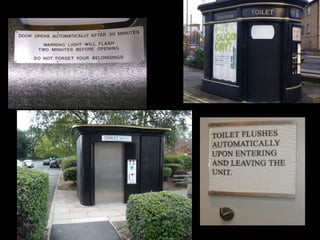 DOOR OPENS AUTOMATICALLY AFTER 20 MINUTES
WARNING LIGHT WILL FLASH
TWO MINUTES BEFORE OPENING
DO NOT FORGET YOUR BELONGINGS
TOILET
GOOD
DAY?
TOILET
TOILET FLUSHES
AUTOMATICALLY
UPON ENTERING
AND LEAVING THE
UNIT.